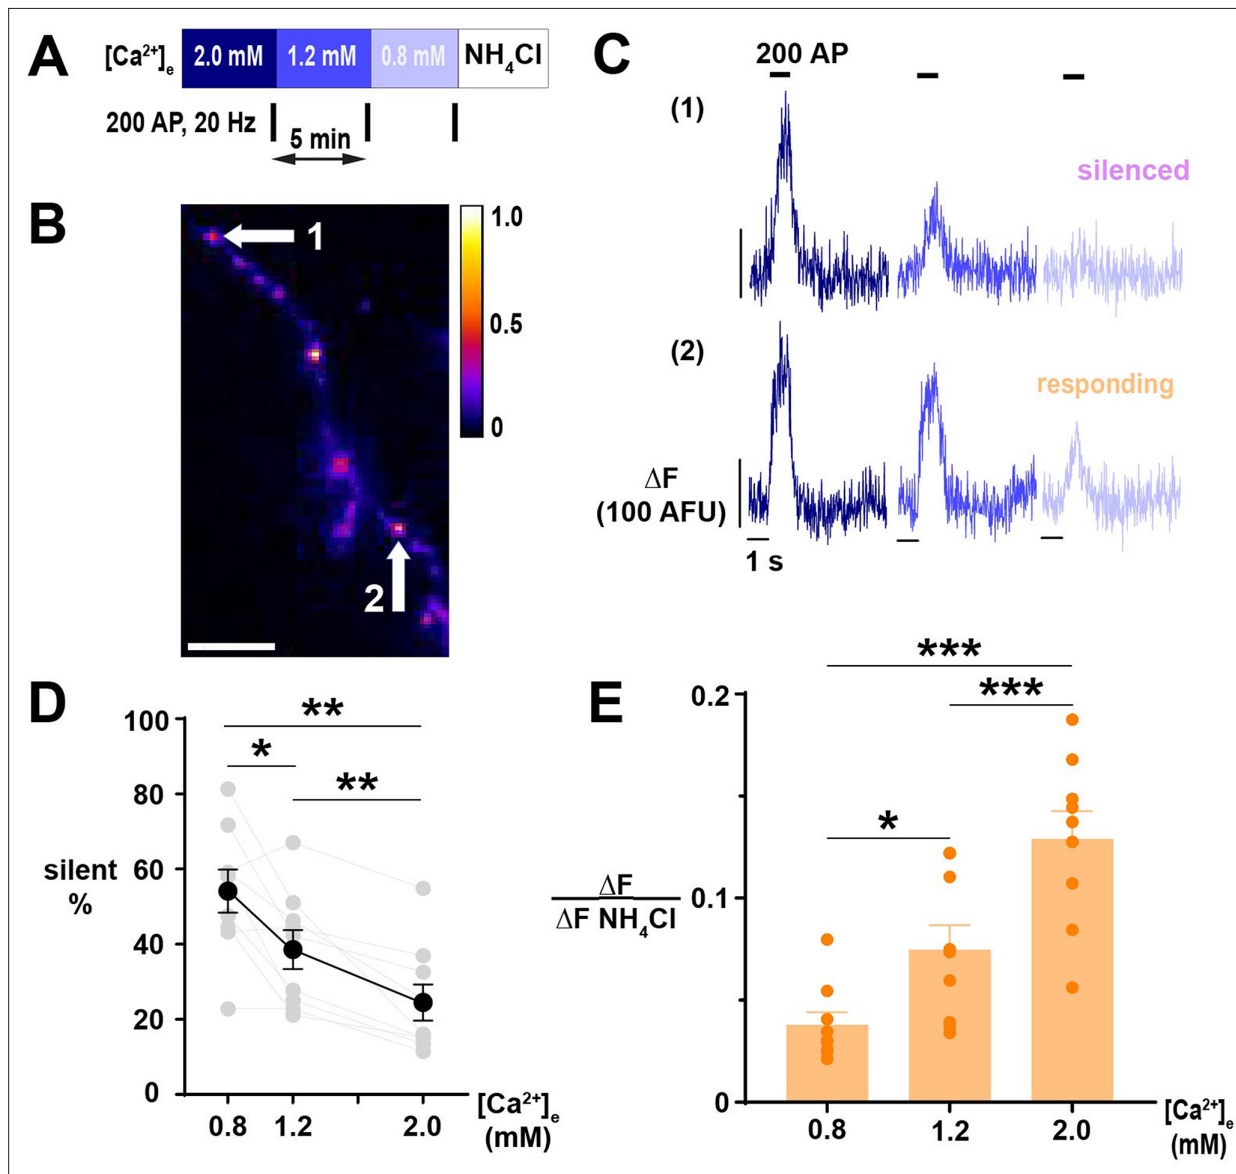 A
[Ca²⁺]ₑ 2.0 mM 1.2 mM 0.8 mM NH₄Cl
200 AP, 20 Hz
5 min
B
1
2
1.0
0.5
0
C
200 AP
(1)
silenced
(2)
responding
ΔF
(100 AFU)
1 s
D
silent
%
100
80
60
40
20
0
**
*
**
0.8 1.2 2.0
[Ca²⁺]ₑ
(mM)
E
ΔF
ΔF NH₄Cl
0.2
0.1
0
***
***
*
0.8 1.2 2.0
[Ca²⁺]ₑ
(mM)